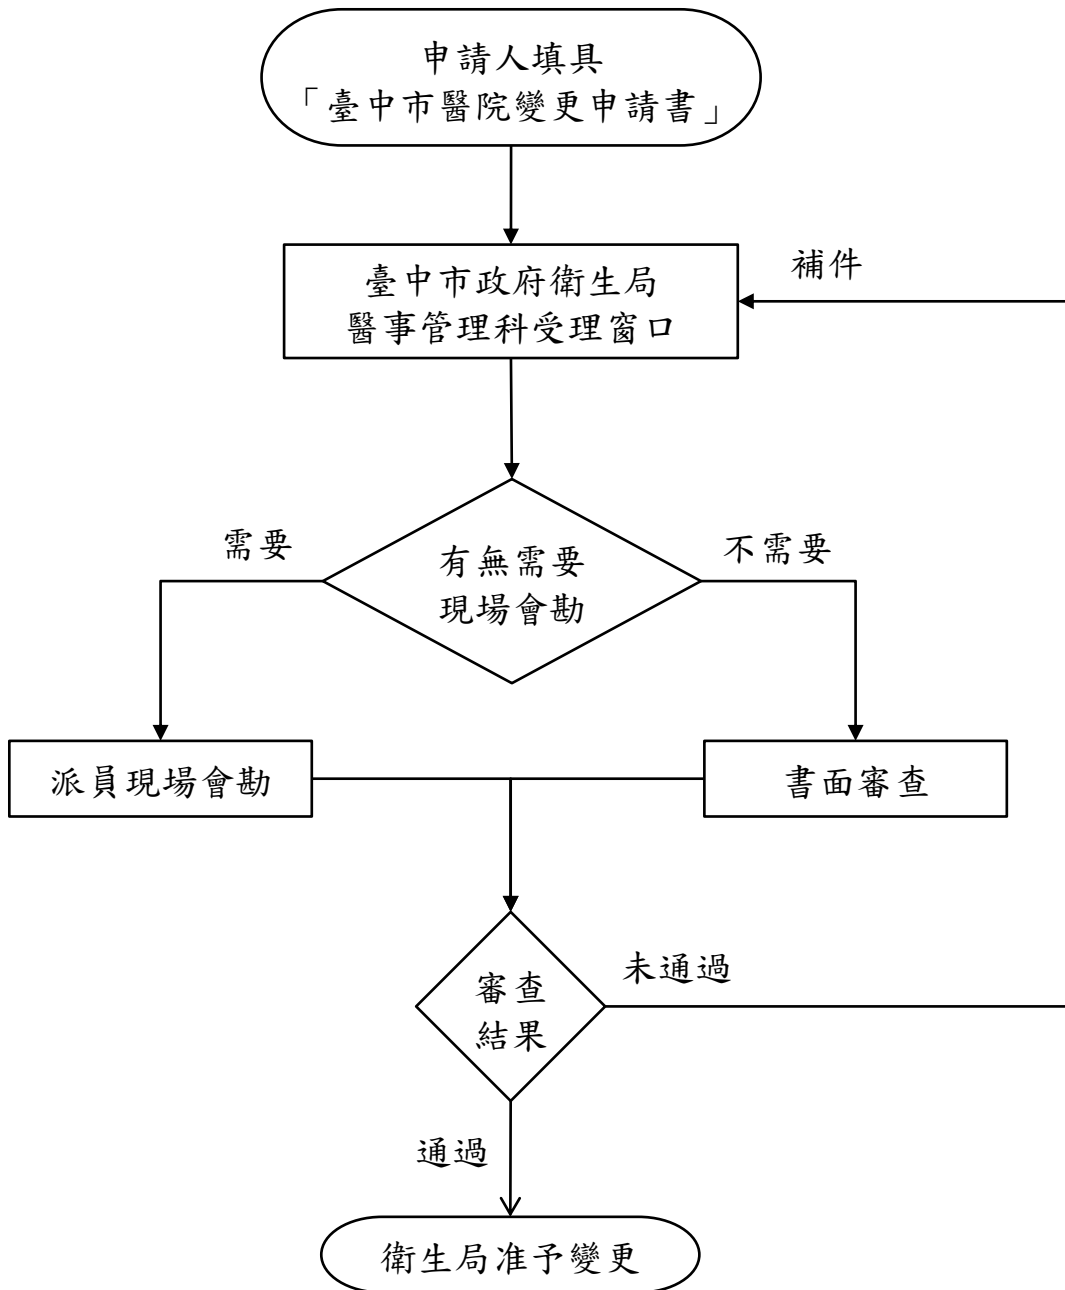 申請人填具
「臺中市醫院變更申請書」
臺中市政府衛生局
醫事管理科受理窗口
補件
需要
有無需要
現場會勘
不需要
派員現場會勘
書面審查
審查
結果
未通過
通過
衛生局准予變更